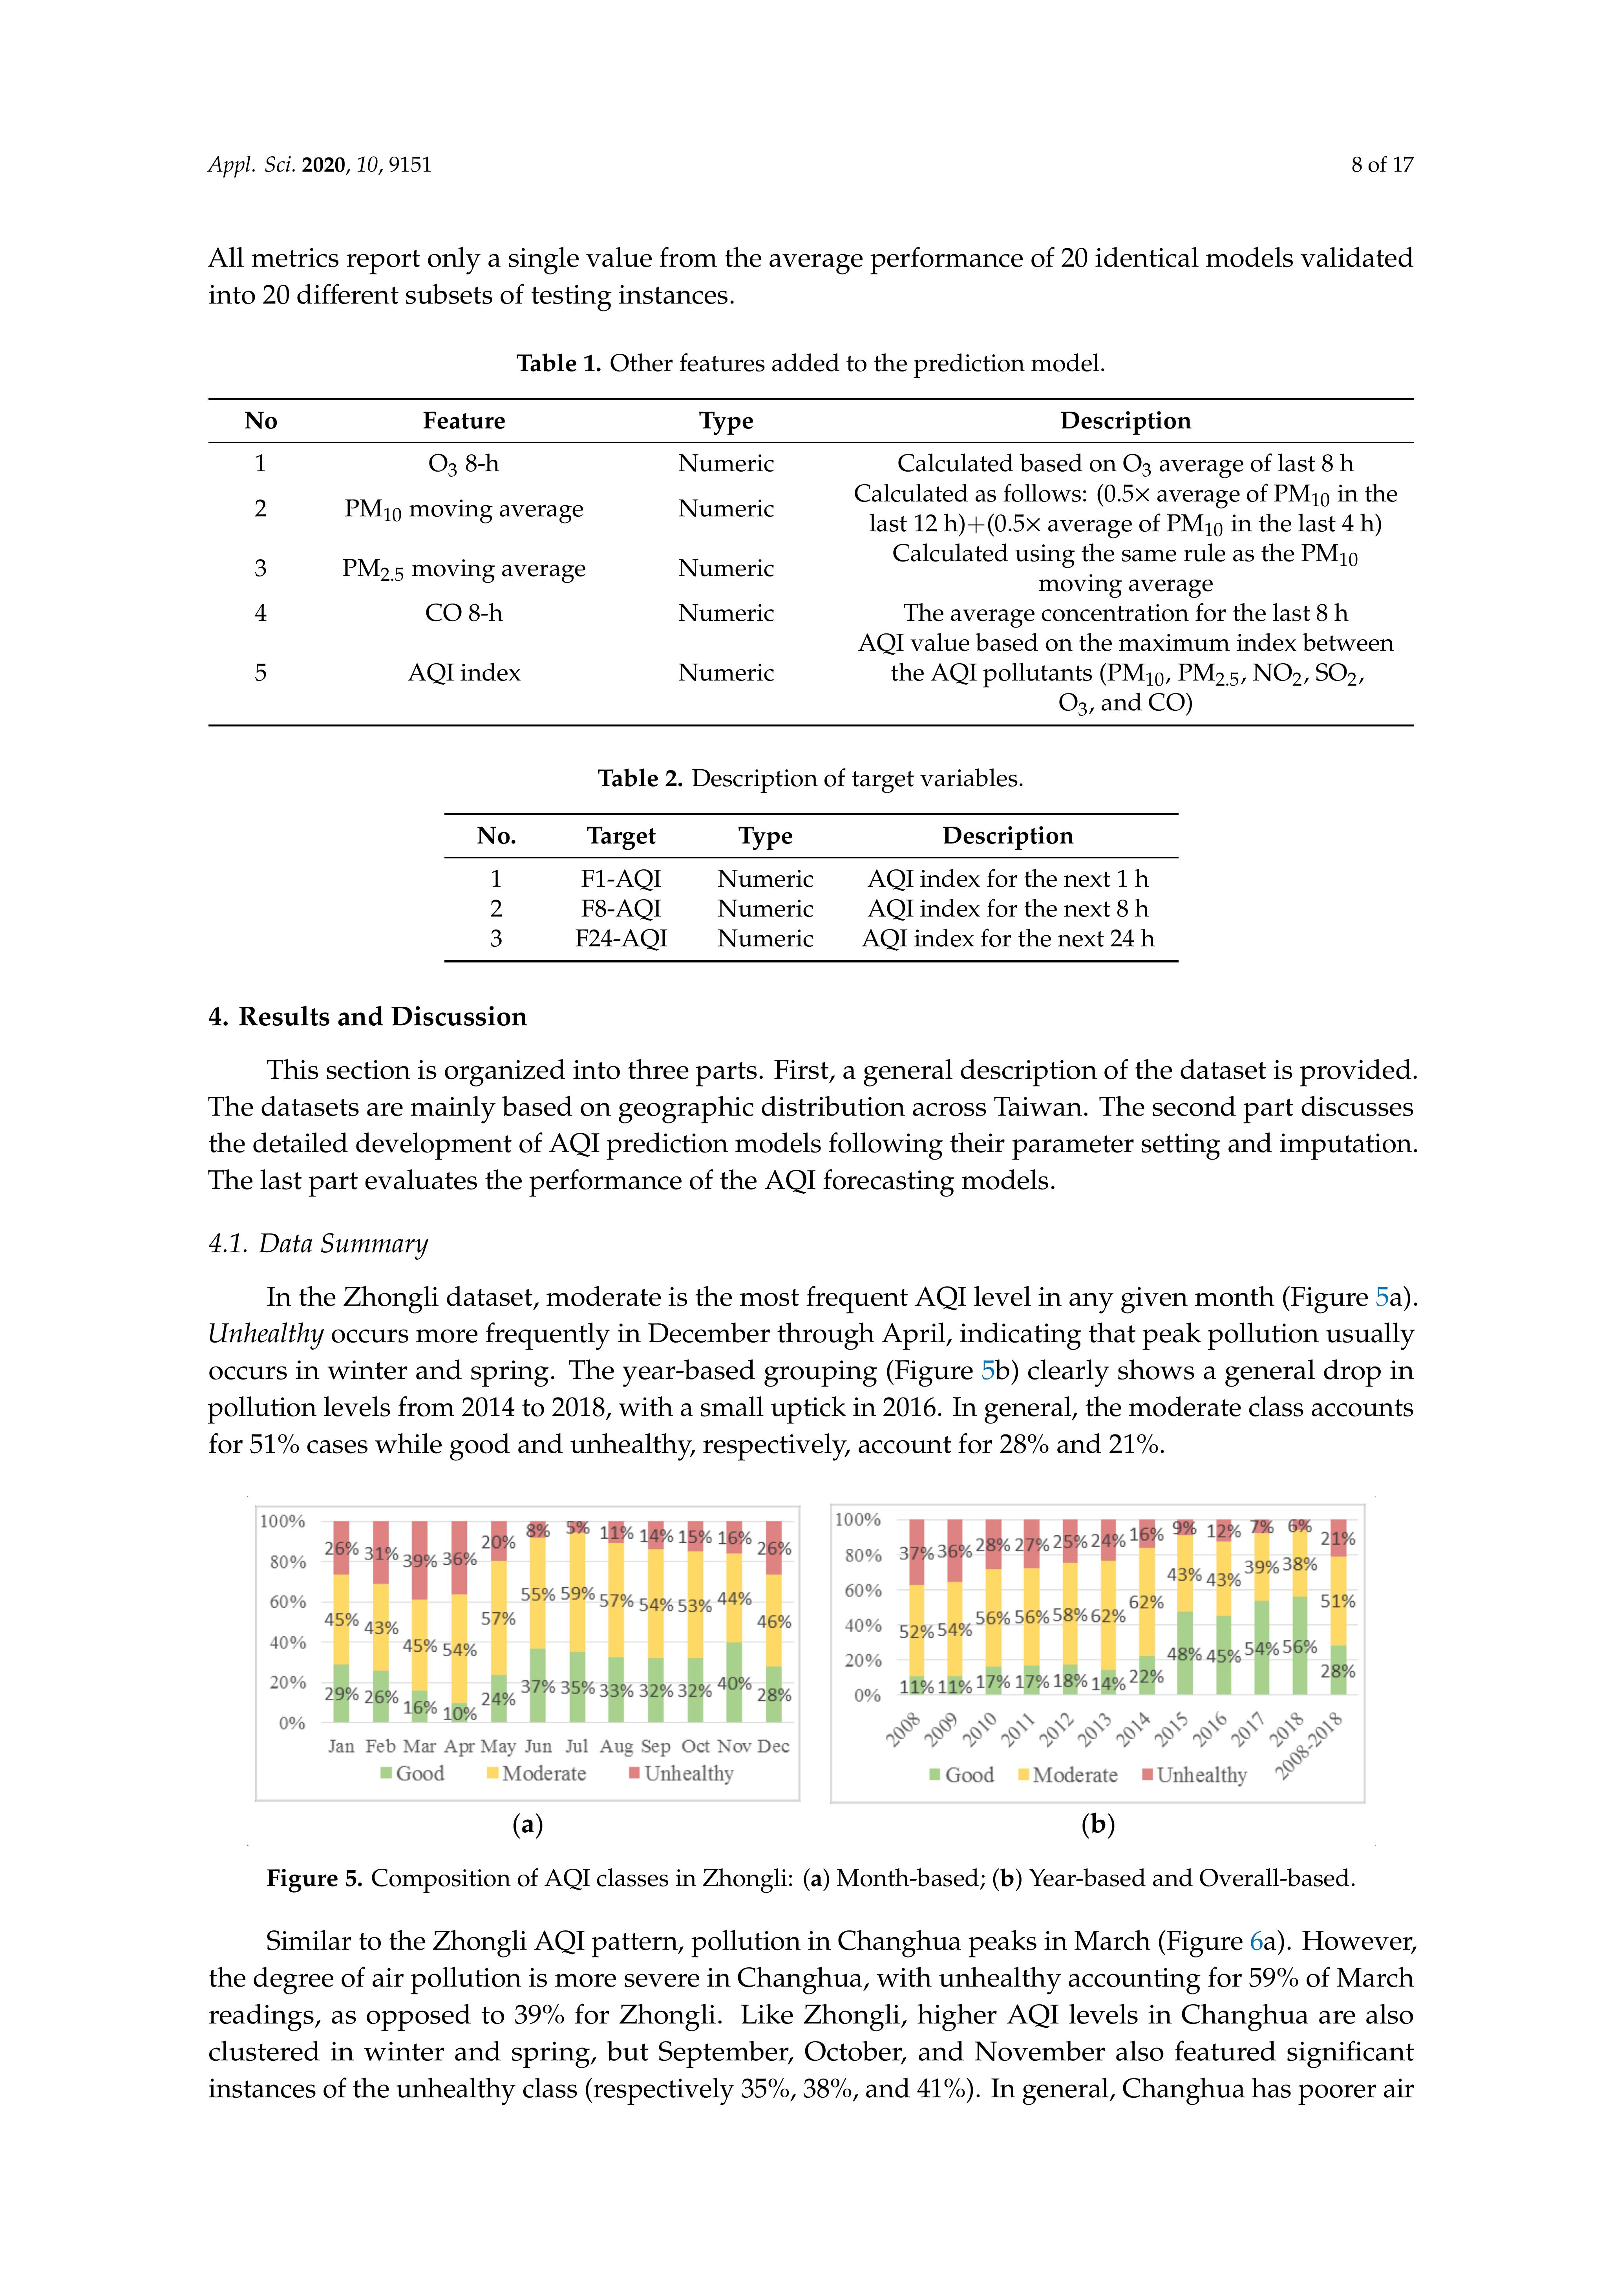 Appl. Sci. 2020, 10, 9151
8 of 17
All metrics report only a single value from the average performance of 20 identical models validated
into 20 different subsets of testing instances.
Table 1. Other features added to the prediction model.
No Feature Type Description
1 O3 8-h Numeric Calculated based on O3 average of last 8 h
2 PM10 moving average Numeric Calculated as follows: (0.5× average of PM10 in the
last 12 h)+(0.5× average of PM10 in the last 4 h)
3 PM2.5 moving average Numeric Calculated using the same rule as the PM10
moving average
4 CO 8-h Numeric The average concentration for the last 8 h
5 AQI index Numeric AQI value based on the maximum index between
the AQI pollutants (PM10, PM2.5, NO2, SO2,
O3, and CO)
Table 2. Description of target variables.
No. Target Type Description
1 F1-AQI Numeric AQI index for the next 1 h
2 F8-AQI Numeric AQI index for the next 8 h
3 F24-AQI Numeric AQI index for the next 24 h
4. Results and Discussion
This section is organized into three parts. First, a general description of the dataset is provided.
The datasets are mainly based on geographic distribution across Taiwan. The second part discusses
the detailed development of AQI prediction models following their parameter setting and imputation.
The last part evaluates the performance of the AQI forecasting models.
4.1. Data Summary
In the Zhongli dataset, moderate is the most frequent AQI level in any given month (Figure 5a).
Unhealthy occurs more frequently in December through April, indicating that peak pollution usually
occurs in winter and spring. The year-based grouping (Figure 5b) clearly shows a general drop in
pollution levels from 2014 to 2018, with a small uptick in 2016. In general, the moderate class accounts
for 51% cases while good and unhealthy, respectively, account for 28% and 21%.
100%
80%
60%
40%
20%
0%
26% 31% 39% 36% 20% 8% 5% 11% 14% 15% 16% 26%
45% 43% 45% 54% 57% 55% 59% 57% 54% 53% 44% 46%
29% 26% 16% 10% 24% 37% 35% 33% 32% 32% 40% 28%
Jan Feb Mar Apr May Jun Jul Aug Sep Oct Nov Dec
Good Moderate Unhealthy
(a)
100%
80%
60%
40%
20%
0%
37% 36% 28% 27% 25% 24% 16% 9% 12% 7% 6% 21%
52% 54% 56% 56% 58% 62% 62% 43% 43% 39% 38% 51%
11% 11% 17% 17% 18% 14% 22% 48% 45% 54% 56% 28%
2008 2009 2010 2011 2012 2013 2014 2015 2016 2017 2018 2008-2018
Good Moderate Unhealthy
(b)
Figure 5. Composition of AQI classes in Zhongli: (a) Month-based; (b) Year-based and Overall-based.
Similar to the Zhongli AQI pattern, pollution in Changhua peaks in March (Figure 6a). However,
the degree of air pollution is more severe in Changhua, with unhealthy accounting for 59% of March
readings, as opposed to 39% for Zhongli. Like Zhongli, higher AQI levels in Changhua are also
clustered in winter and spring, but September, October, and November also featured significant
instances of the unhealthy class (respectively 35%, 38%, and 41%). In general, Changhua has poorer air